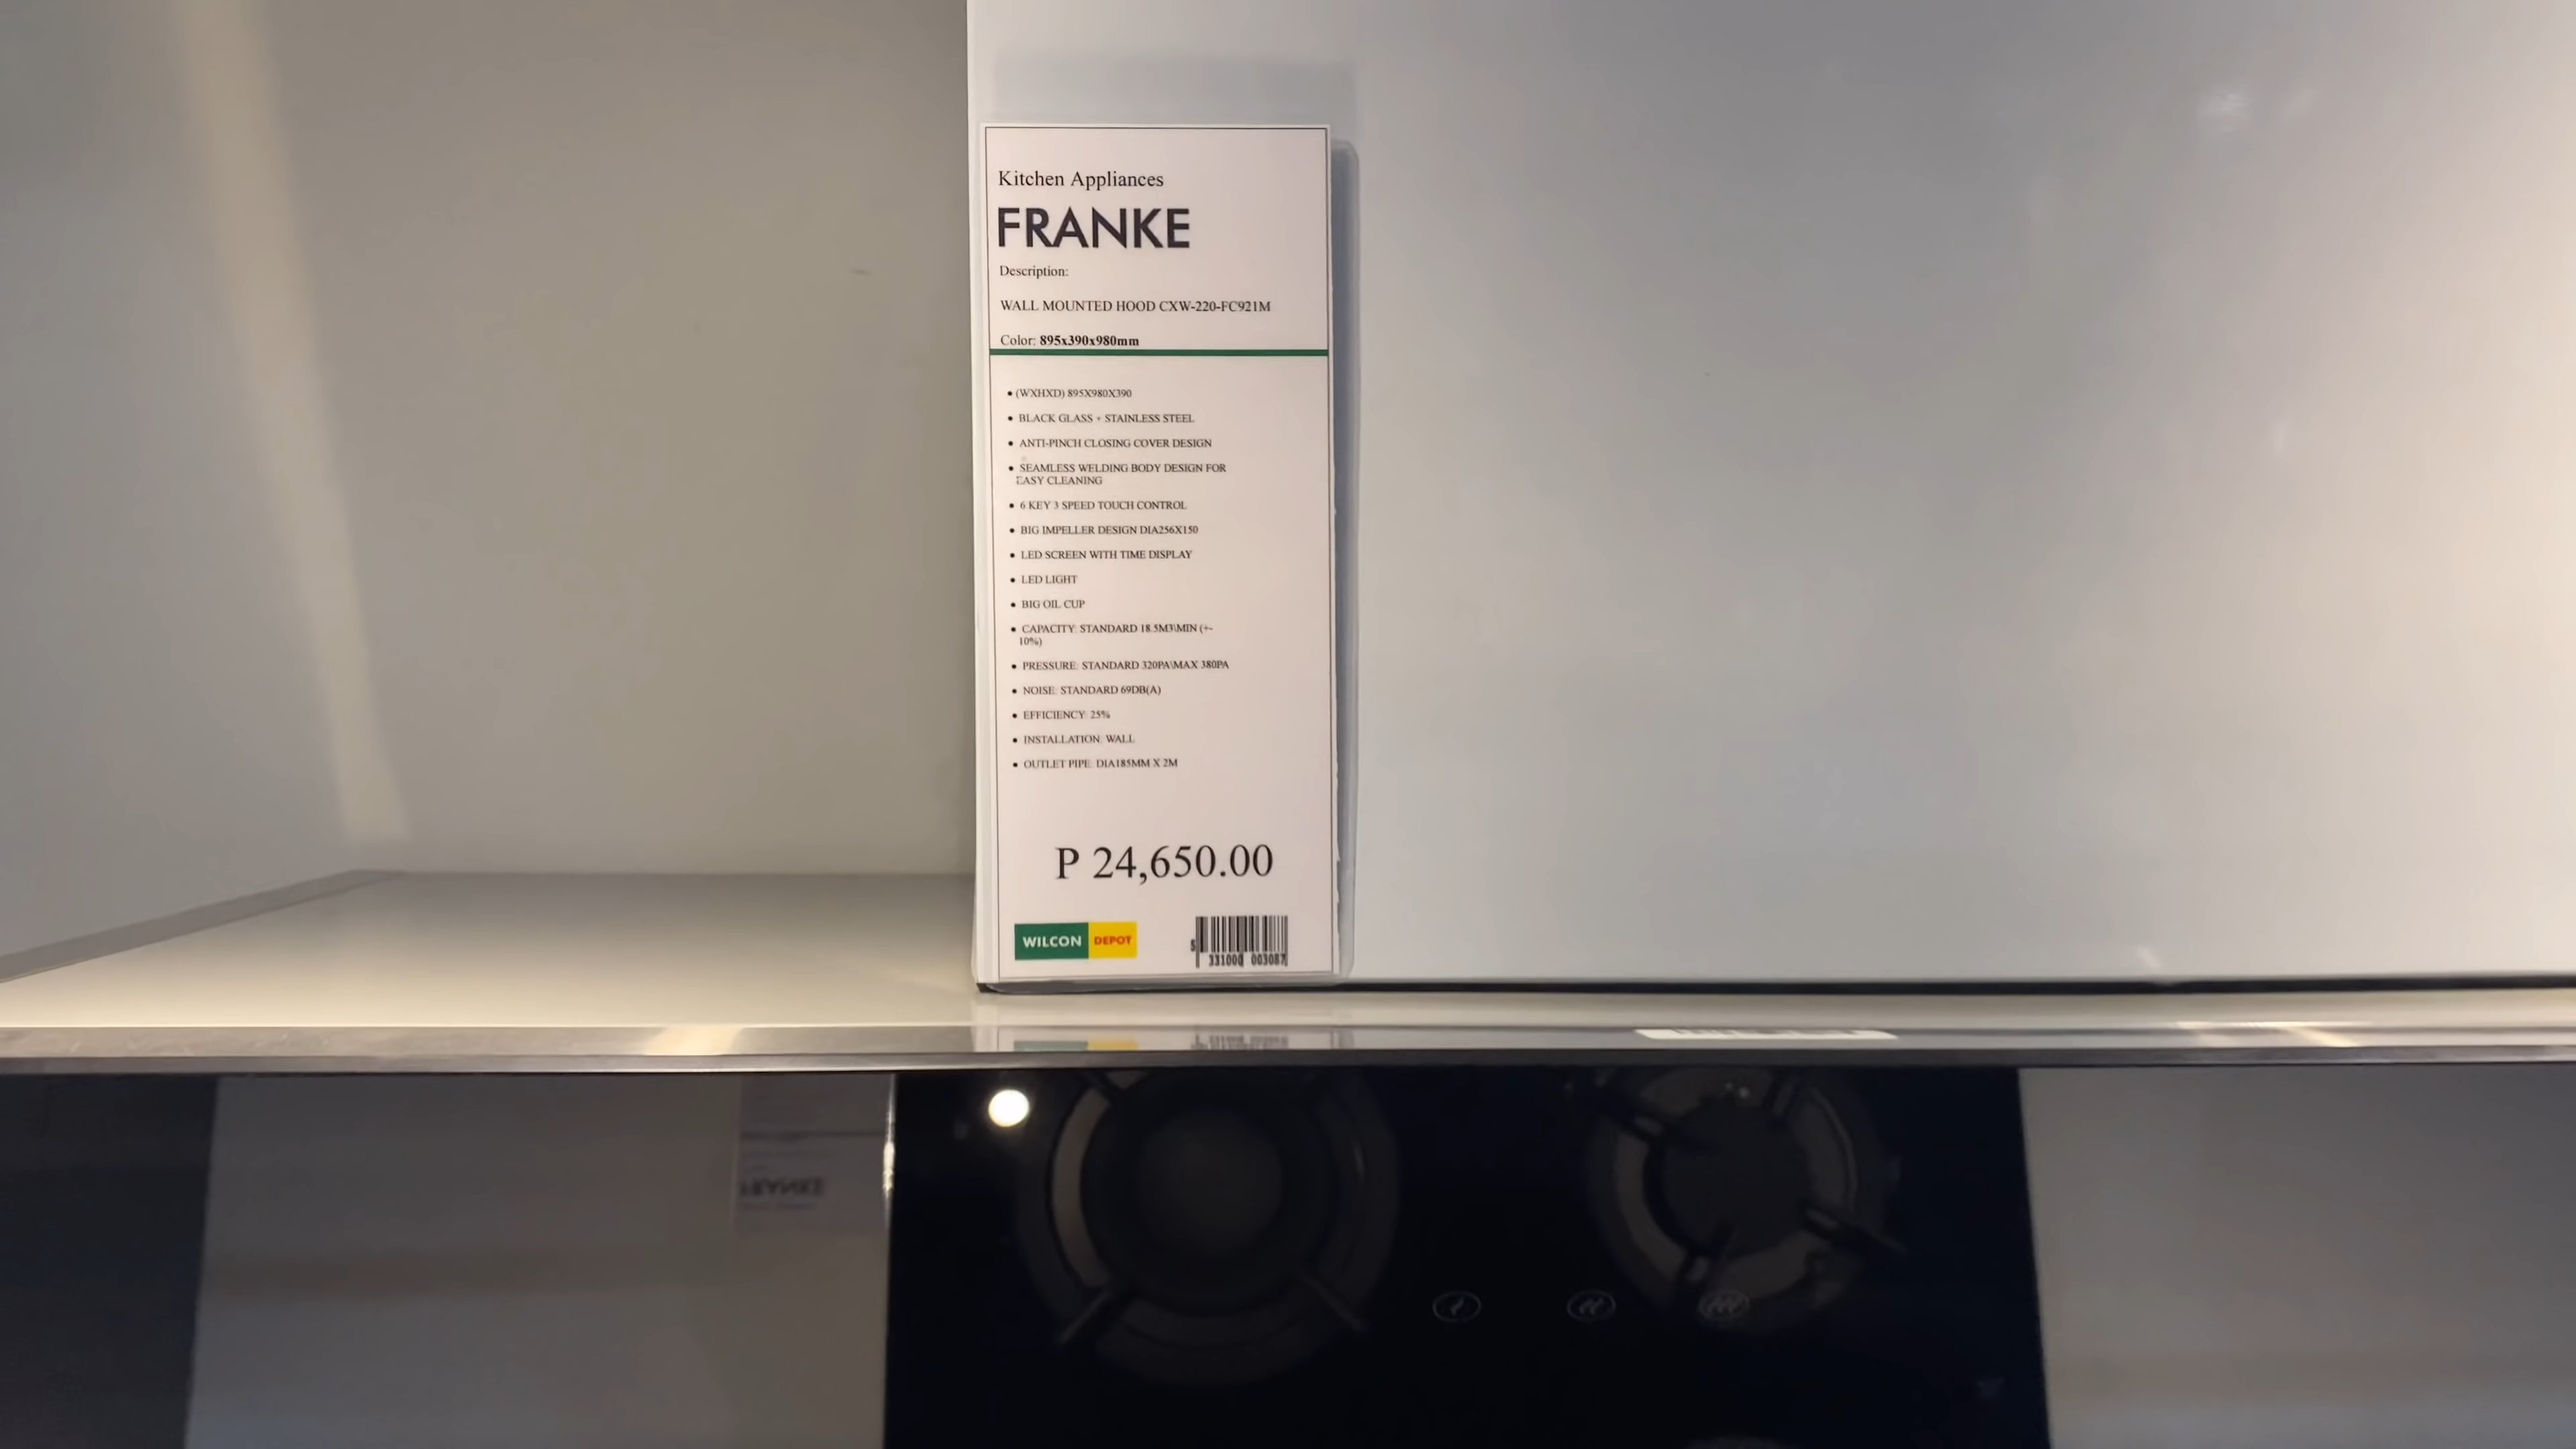 Kitchen Appliances
FRANKE
Description:
WALL MOUNTED HOOD CXW-220-FC921M
Color: 895x390x980mm
• (WXHXD) 895X980X390
• BLACK GLASS + STAINLESS STEEL
• ANTI-PINCH CLOSING COVER DESIGN
• SEAMLESS WELDING BODY DESIGN FOR
EASY CLEANING
• 6 KEY 3 SPEED TOUCH CONTROL
• BIG IMPELLER DESIGN DIA256X150
• LED SCREEN WITH TIME DISPLAY
• LED LIGHT
• BIG OIL CUP
• CAPACITY: STANDARD 18.5M3\MIN (+-
10%)
• PRESSURE: STANDARD 320PA\MAX 380PA
• NOISE: STANDARD 69DB(A)
• EFFICIENCY: 25%
• INSTALLATION: WALL
• OUTLET PIPE: DIA185MM X 2M
P 24,650.00
WILCON DEPOT
5 331000 003087
FRANKE